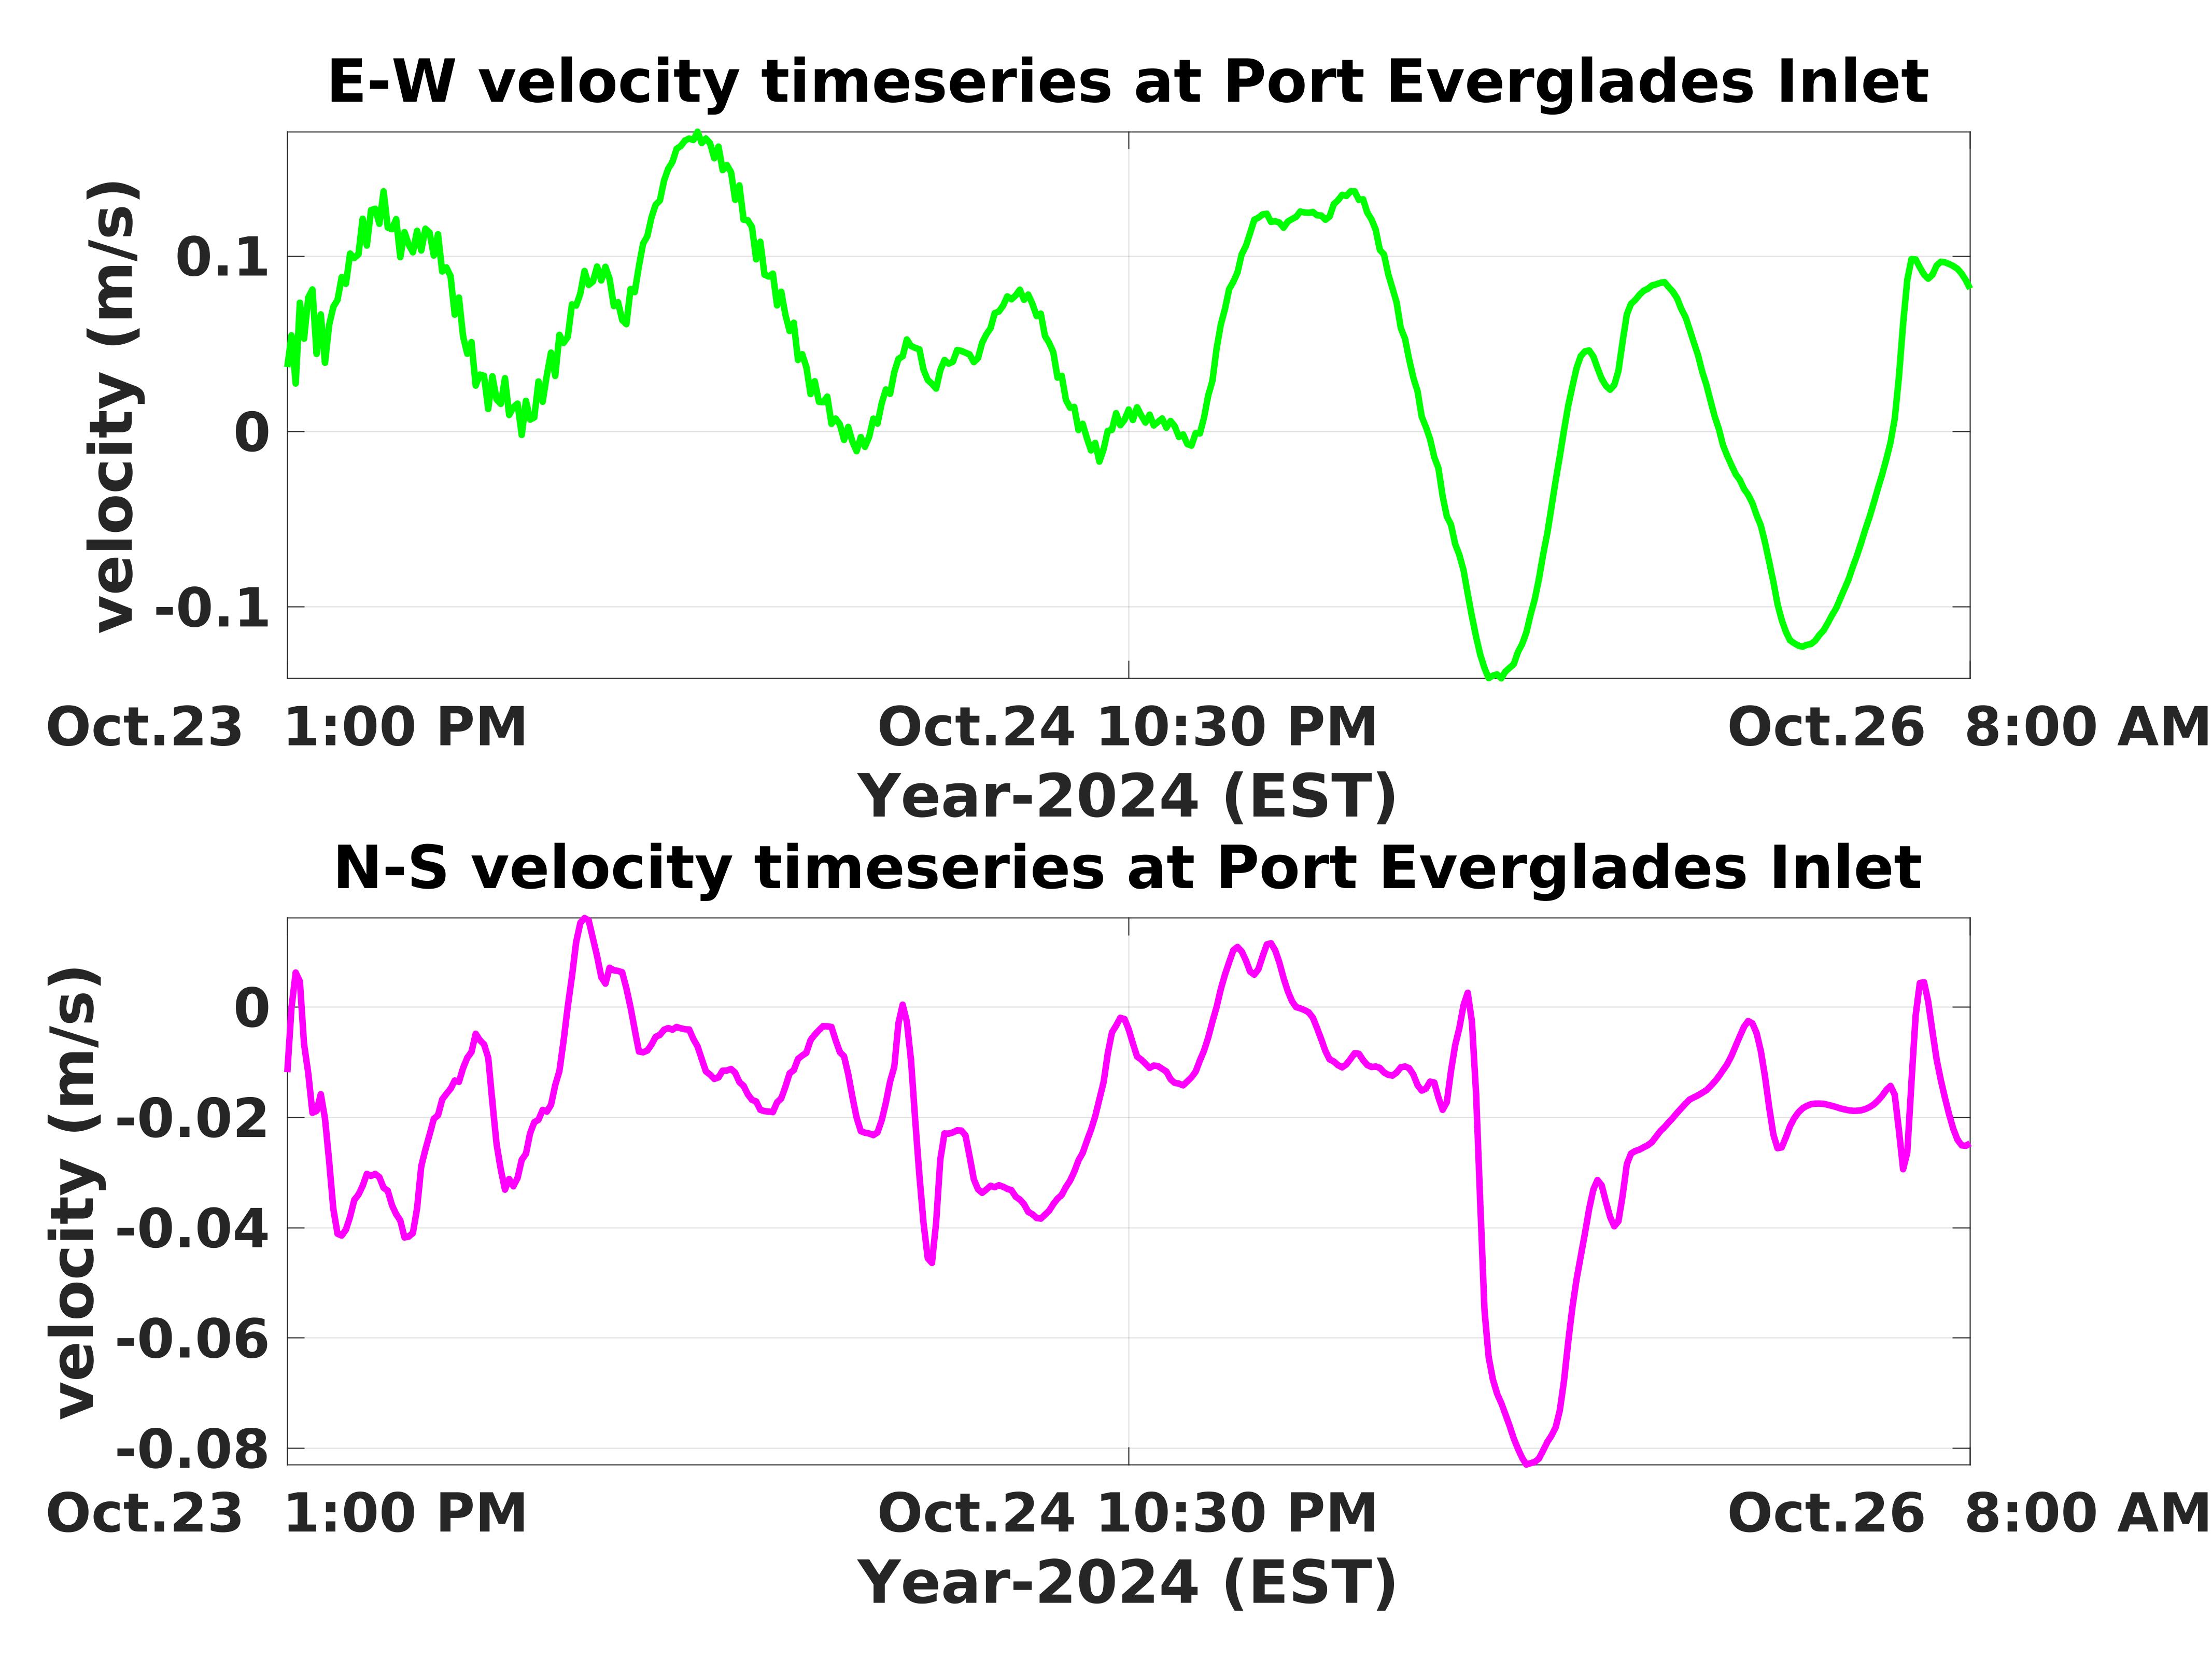 E-W velocity timeseries at Port Everglades Inlet
velocity (m/s)
0.1
0
-0.1
Oct.23  1:00 PM
Oct.24 10:30 PM
Oct.26  8:00 AM
Year-2024 (EST)
N-S velocity timeseries at Port Everglades Inlet
velocity (m/s)
0
-0.02
-0.04
-0.06
-0.08
Oct.23  1:00 PM
Oct.24 10:30 PM
Oct.26  8:00 AM
Year-2024 (EST)